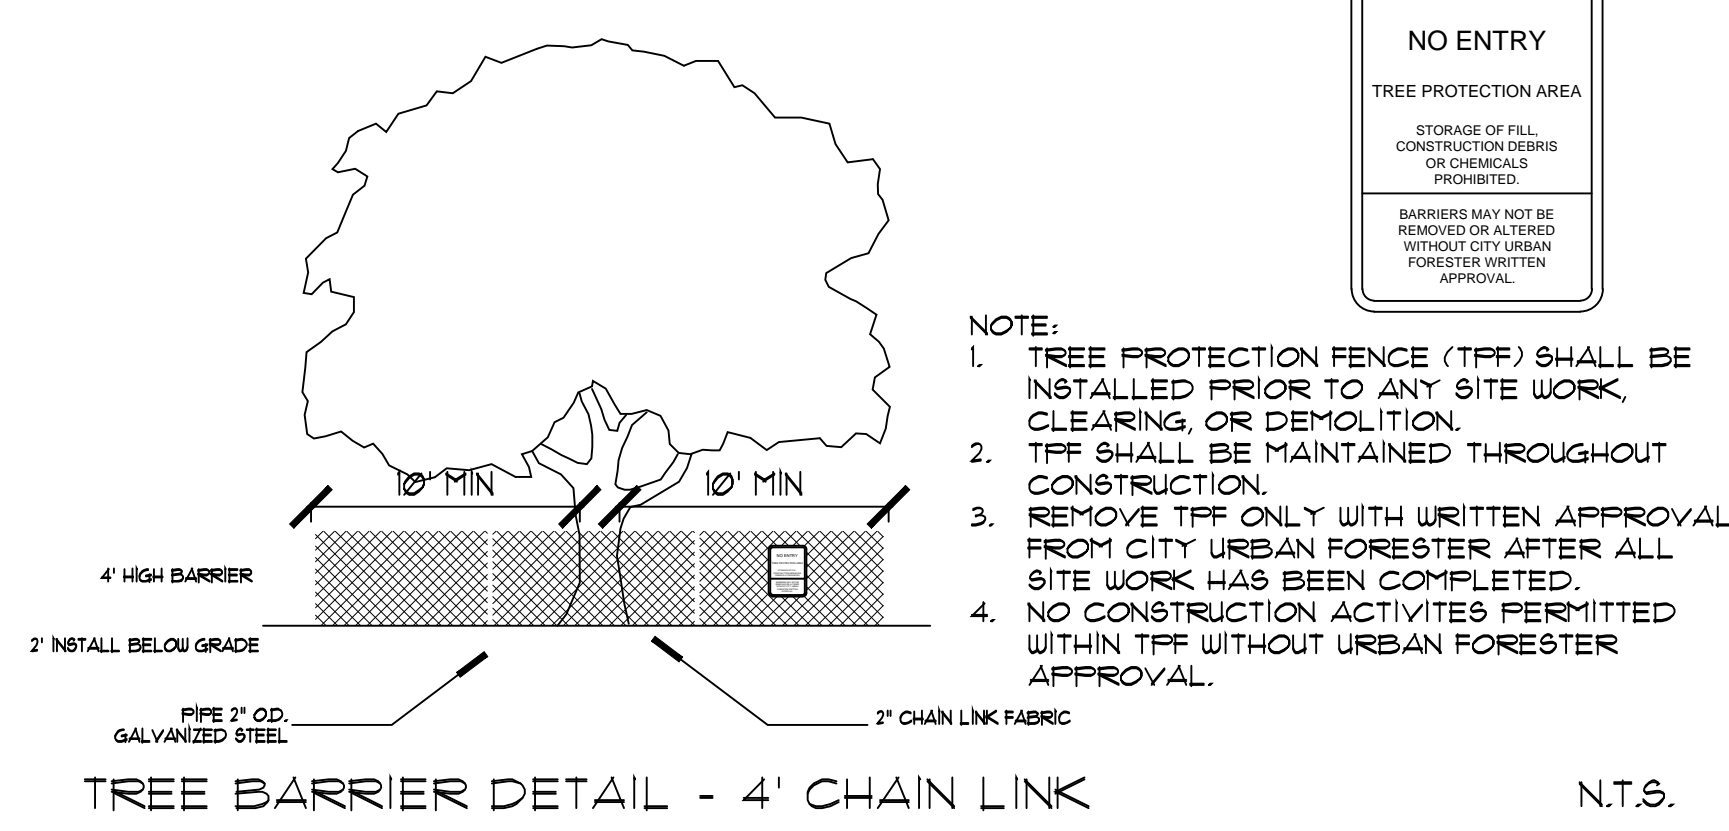 NO ENTRY
TREE PROTECTION AREA
STORAGE OF FILL,
CONSTRUCTION DEBRIS
OR CHEMICALS
PROHIBITED.
BARRIERS MAY NOT BE
REMOVED OR ALTERED
WITHOUT CITY URBAN
FORESTER WRITTEN
APPROVAL.
NOTE:
1. TREE PROTECTION FENCE (TPF) SHALL BE
INSTALLED PRIOR TO ANY SITE WORK,
CLEARING, OR DEMOLITION.
2. TPF SHALL BE MAINTAINED THROUGHOUT
CONSTRUCTION.
3. REMOVE TPF ONLY WITH WRITTEN APPROVAL
FROM CITY URBAN FORESTER AFTER ALL
SITE WORK HAS BEEN COMPLETED.
4. NO CONSTRUCTION ACTIVITES PERMITTED
WITHIN TPF WITHOUT URBAN FORESTER
APPROVAL.
10' MIN
10' MIN
NO ENTRY
4' HIGH BARRIER
2' INSTALL BELOW GRADE
PIPE 2" O.D.
GALVANIZED STEEL
2" CHAIN LINK FABRIC
TREE BARRIER DETAIL - 4' CHAIN LINK
N.T.S.